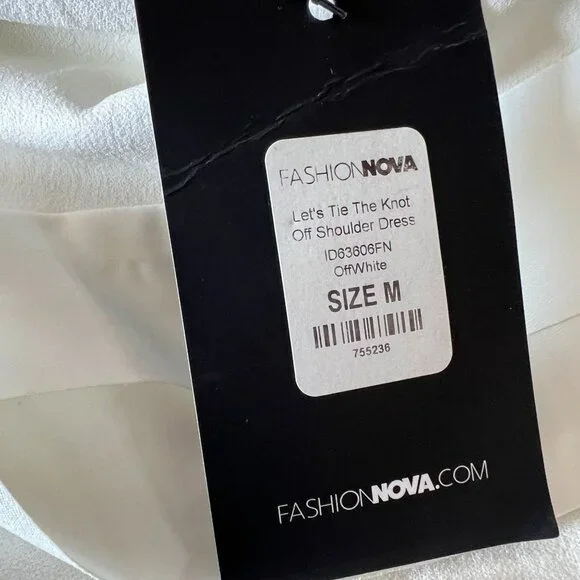 FASHIONNOVA
Let's Tie The Knot
Off Shoulder Dress
ID63606FN
OffWhite
SIZE M
755236
FASHIONNOVA.COM